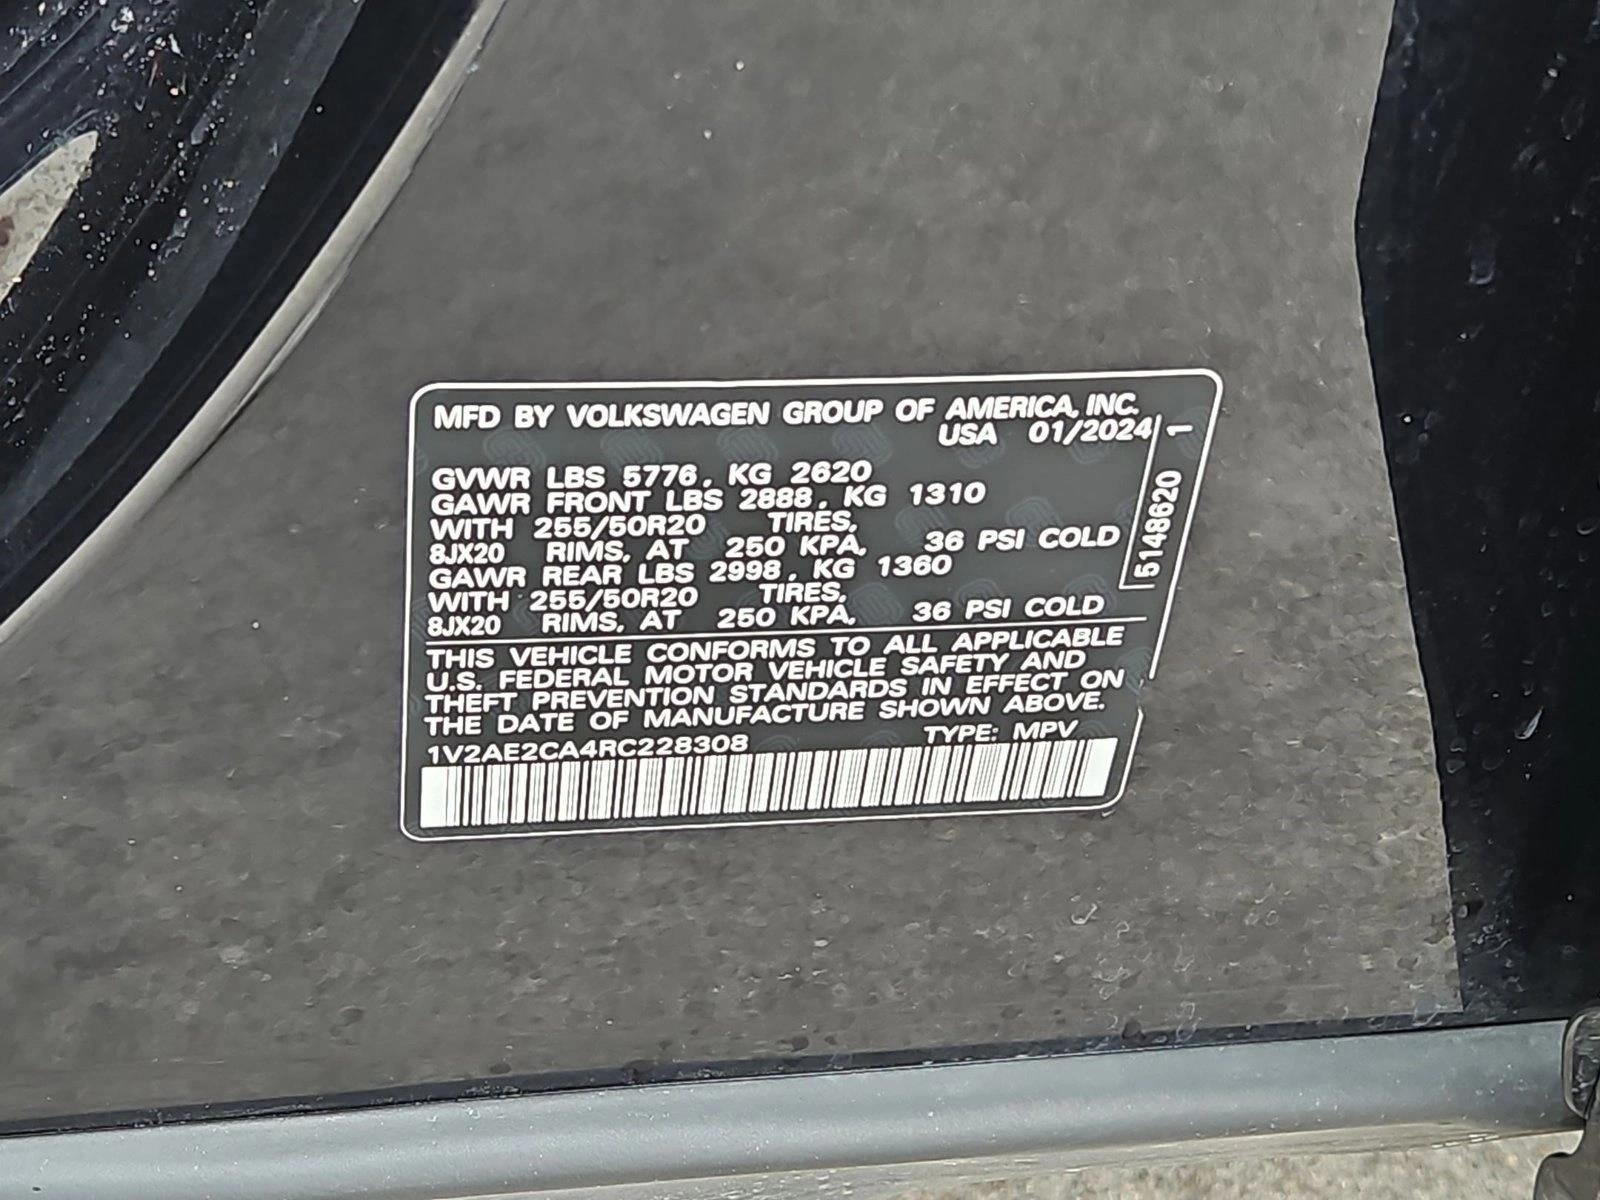 MFD BY VOLKSWAGEN GROUP OF AMERICA, INC.
USA 01/2024
GVWR LBS 5776, KG 2620
GAWR FRONT LBS 2888, KG 1310
WITH 255/50R20 TIRES,
8JX20 RIMS, AT 250 KPA, 36 PSI COLD
GAWR REAR LBS 2998, KG 1360
WITH 255/50R20 TIRES,
8JX20 RIMS, AT 250 KPA, 36 PSI COLD
THIS VEHICLE CONFORMS TO ALL APPLICABLE
U.S. FEDERAL MOTOR VEHICLE SAFETY AND
THEFT PREVENTION STANDARDS IN EFFECT ON
THE DATE OF MANUFACTURE SHOWN ABOVE.
1V2AE2CA4RC228308 TYPE: MPV
5148620 1